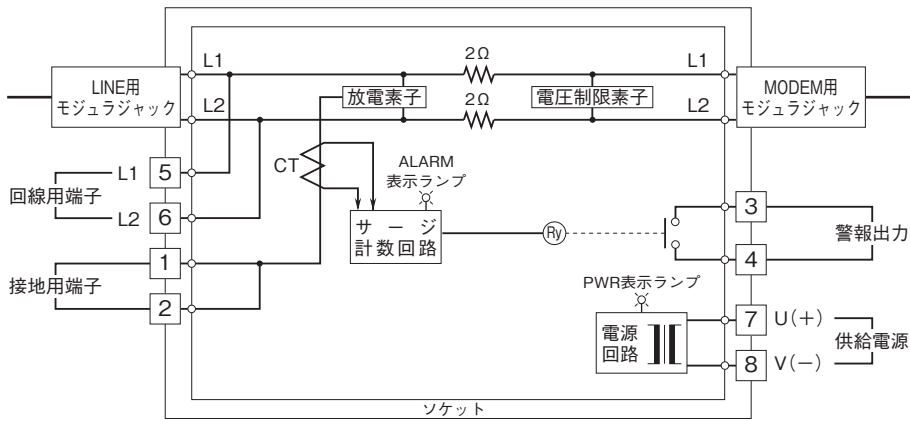 L1
2Ω
L1
LINE用
モジュラジャック
放電素子
2Ω
電圧制限素子
MODEM用
モジュラジャック
L2
L2
CT
ALARM
表示ランプ
回線用端子
L1
5
L2
6
サージ
計数回路
Ry
3
4
警報出力
接地用端子
1
2
PWR表示ランプ
電源
回路
7
U(+)
8
V(−)
供給電源
ソケット